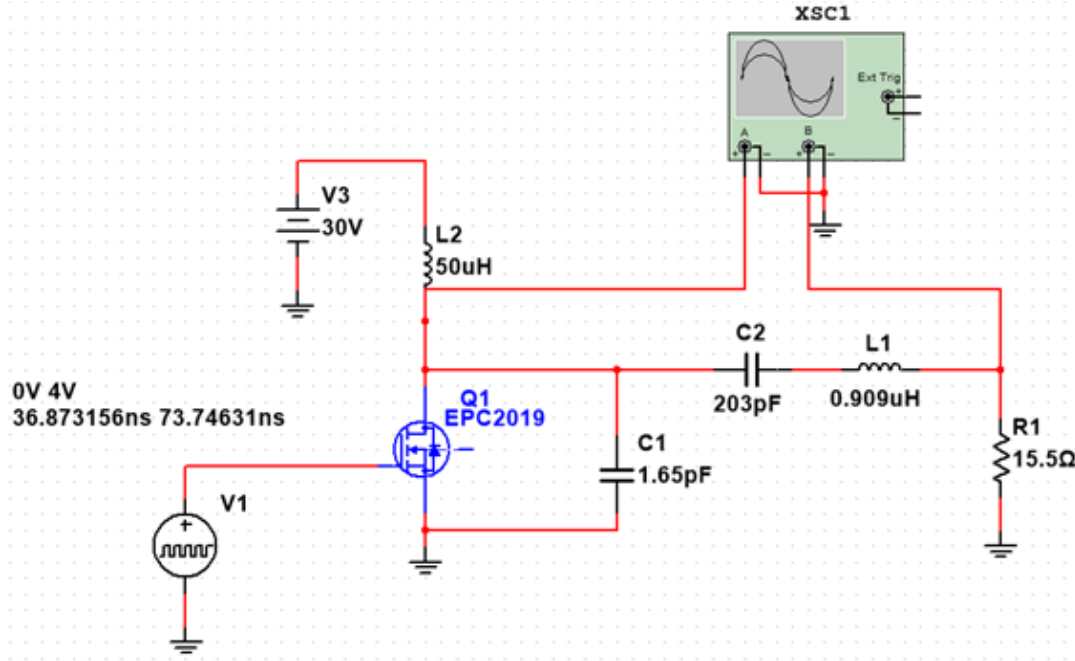 XSC1
Ext Trig
+
−
A
B
+ − + −
V3
30V
L2
50uH
C2
203pF
L1
0.909uH
0V 4V
36.873156ns 73.74631ns
Q1
EPC2019
C1
1.65pF
R1
15.5Ω
V1
+